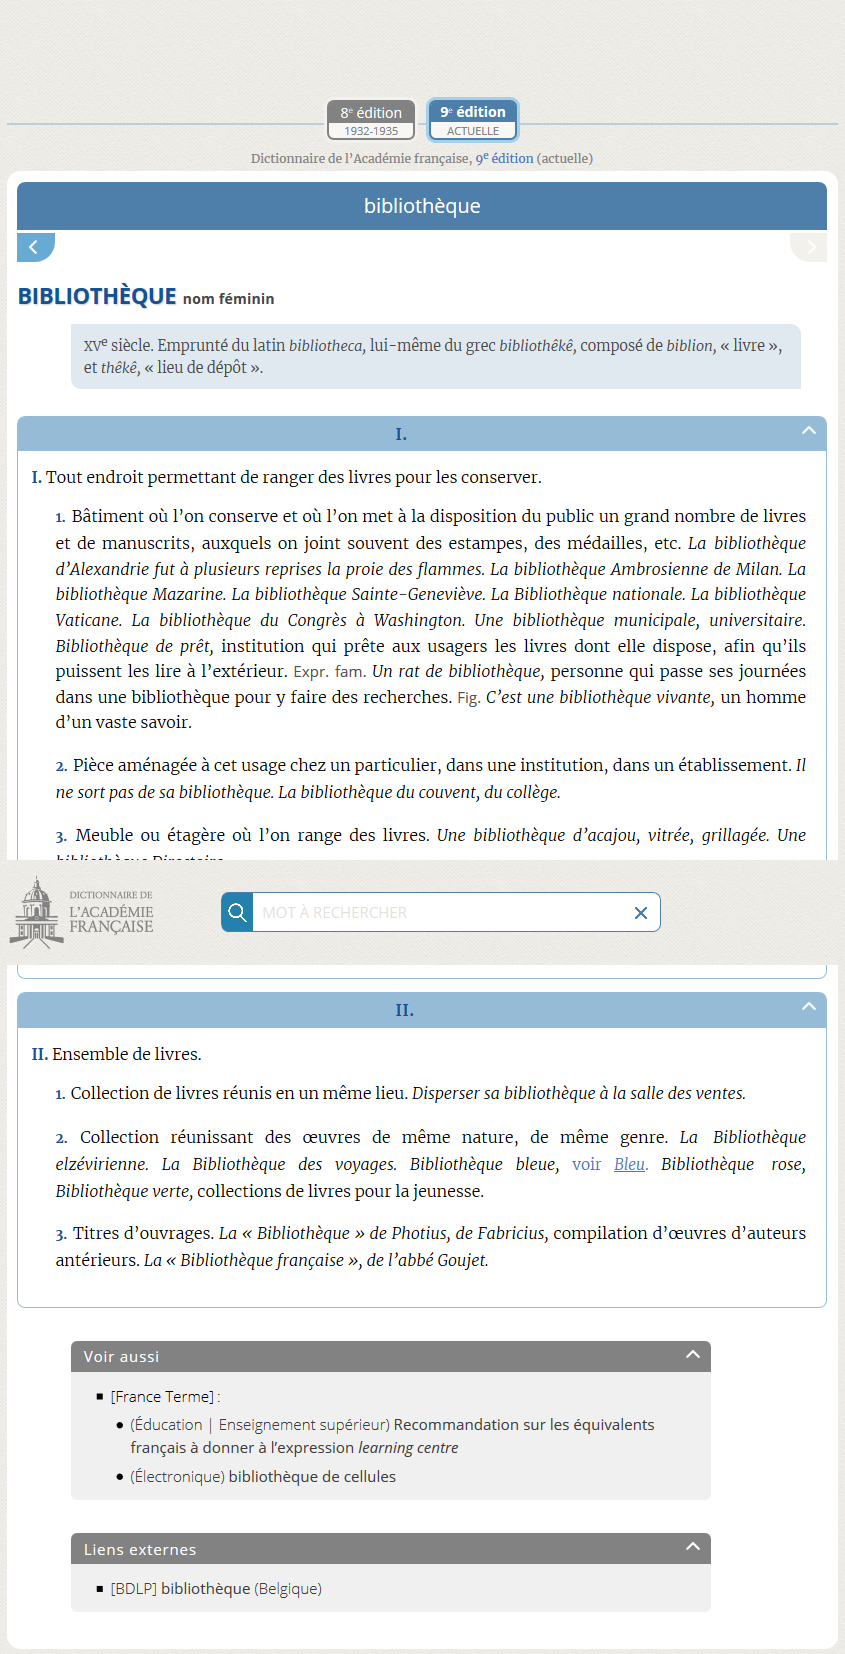 8e édition
1932-1935
9e édition
ACTUELLE
Dictionnaire de l’Académie française, 9e édition (actuelle)
bibliothèque
BIBLIOTHÈQUE nom féminin
XVe siècle. Emprunté du latin bibliotheca, lui-même du grec bibliothêkê, composé de biblion, « livre »,
et thêkê, « lieu de dépôt ».
I.
I. Tout endroit permettant de ranger des livres pour les conserver.
1. Bâtiment où l’on conserve et où l’on met à la disposition du public un grand nombre de livres
et de manuscrits, auxquels on joint souvent des estampes, des médailles, etc. La bibliothèque
d’Alexandrie fut à plusieurs reprises la proie des flammes. La bibliothèque Ambrosienne de Milan. La
bibliothèque Mazarine. La bibliothèque Sainte-Geneviève. La Bibliothèque nationale. La bibliothèque
Vaticane. La bibliothèque du Congrès à Washington. Une bibliothèque municipale, universitaire.
Bibliothèque de prêt, institution qui prête aux usagers les livres dont elle dispose, afin qu’ils
puissent les lire à l’extérieur. Expr. fam. Un rat de bibliothèque, personne qui passe ses journées
dans une bibliothèque pour y faire des recherches. Fig. C’est une bibliothèque vivante, un homme
d’un vaste savoir.
2. Pièce aménagée à cet usage chez un particulier, dans une institution, dans un établissement. Il
ne sort pas de sa bibliothèque. La bibliothèque du couvent, du collège.
3. Meuble ou étagère où l’on range des livres. Une bibliothèque d’acajou, vitrée, grillagée. Une
bibliothèque Directoire.
DICTIONNAIRE DE
L’ACADÉMIE
FRANÇAISE
MOT À RECHERCHER
II.
II. Ensemble de livres.
1. Collection de livres réunis en un même lieu. Disperser sa bibliothèque à la salle des ventes.
2. Collection réunissant des œuvres de même nature, de même genre. La Bibliothèque
elzévirienne. La Bibliothèque des voyages. Bibliothèque bleue, voir Bleu. Bibliothèque rose,
Bibliothèque verte, collections de livres pour la jeunesse.
3. Titres d’ouvrages. La « Bibliothèque » de Photius, de Fabricius, compilation d’œuvres d’auteurs
antérieurs. La « Bibliothèque française », de l’abbé Goujet.
Voir aussi
[France Terme] :
(Éducation | Enseignement supérieur) Recommandation sur les équivalents
français à donner à l’expression learning centre
(Électronique) bibliothèque de cellules
Liens externes
[BDLP] bibliothèque (Belgique)